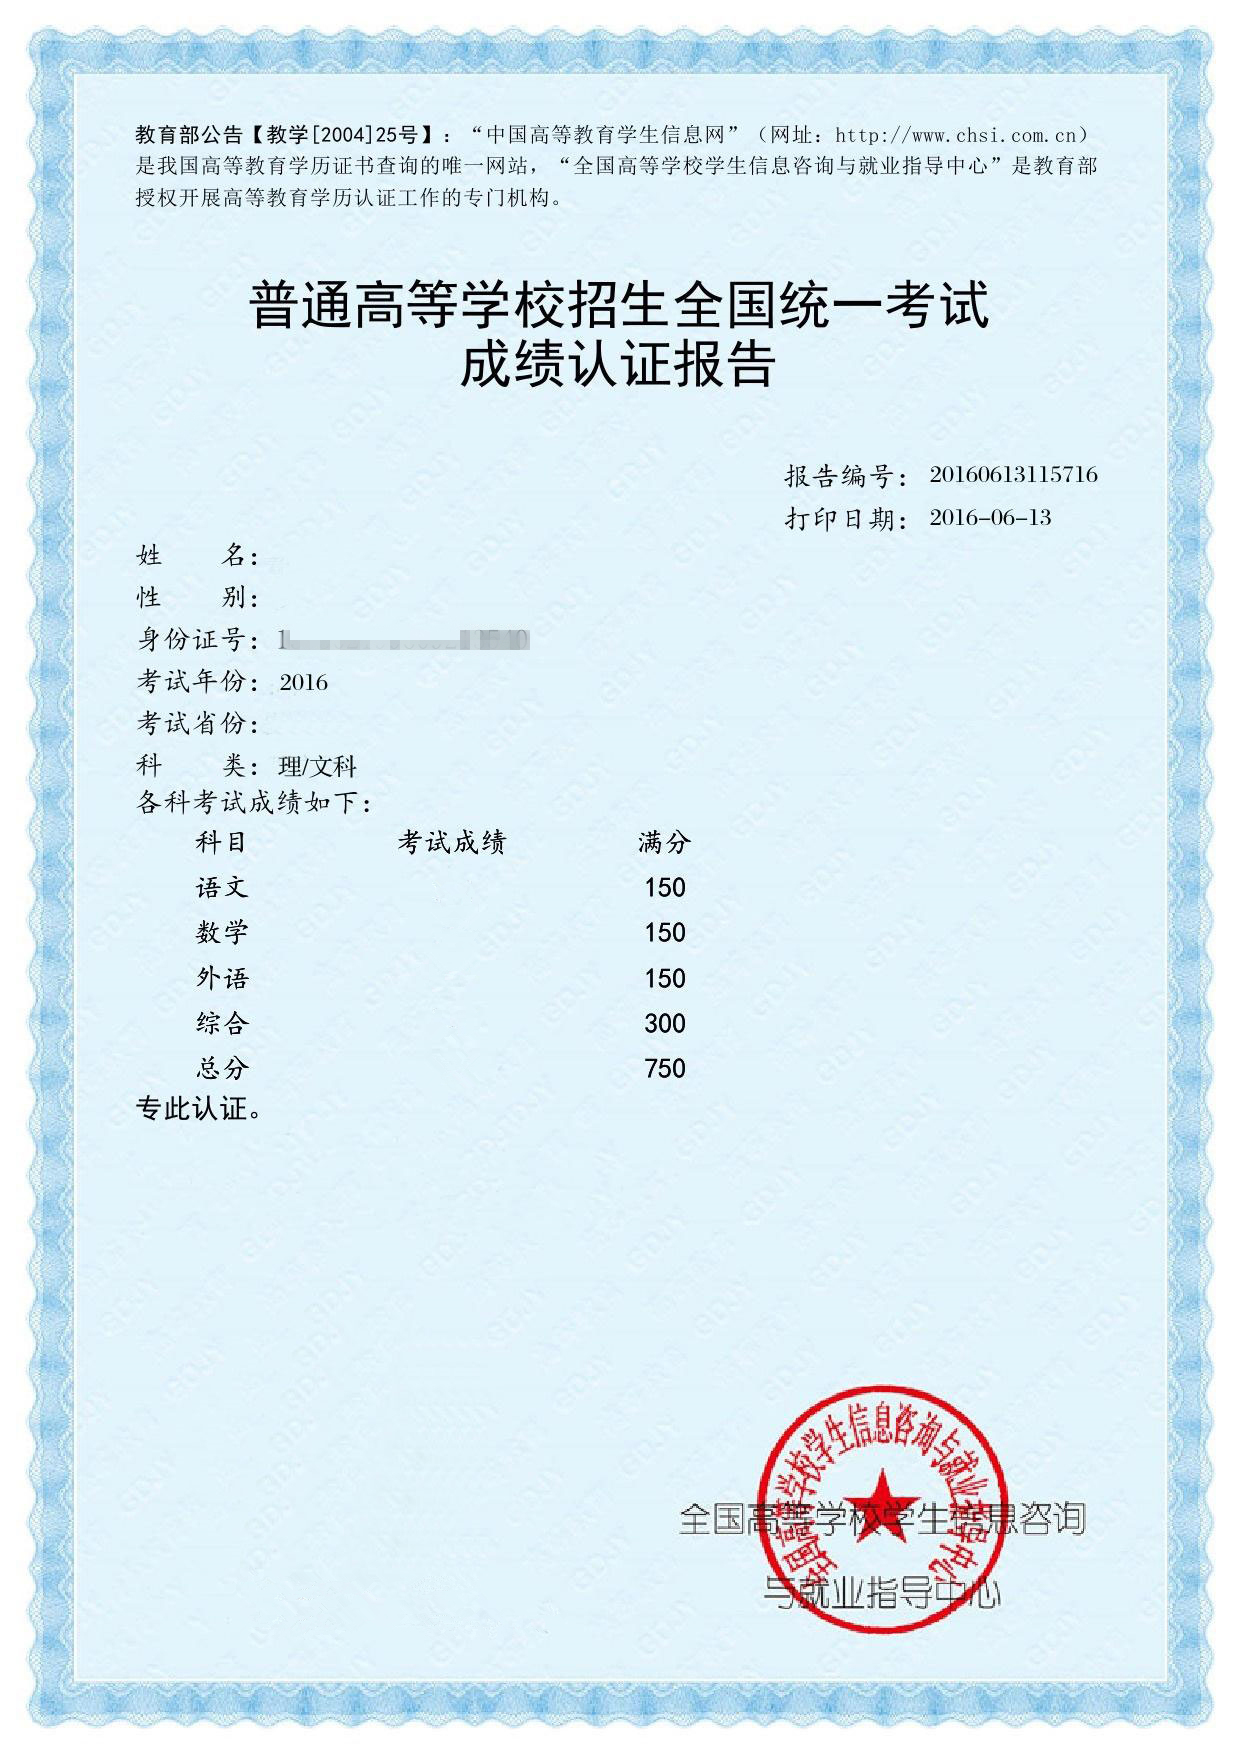 教育部公告【教学[2004]25号】：“中国高等教育学生信息网”（网址：http://www.chsi.com.cn）
是我国高等教育学历证书查询的唯一网站，“全国高等学校学生信息咨询与就业指导中心”是教育部
授权开展高等教育学历认证工作的专门机构。
普通高等学校招生全国统一考试
成绩认证报告
报告编号：20160613115716
打印日期：2016-06-13
姓 名：
性 别：
身份证号：
考试年份：2016
考试省份：
科 类：理/文科
各科考试成绩如下：
科目 考试成绩 满分
语文 150
数学 150
外语 150
综合 300
总分 750
专此认证。
全国高等学校学生信息咨询与就业指导中心
全国高等学校学生信息咨询
与就业指导中心